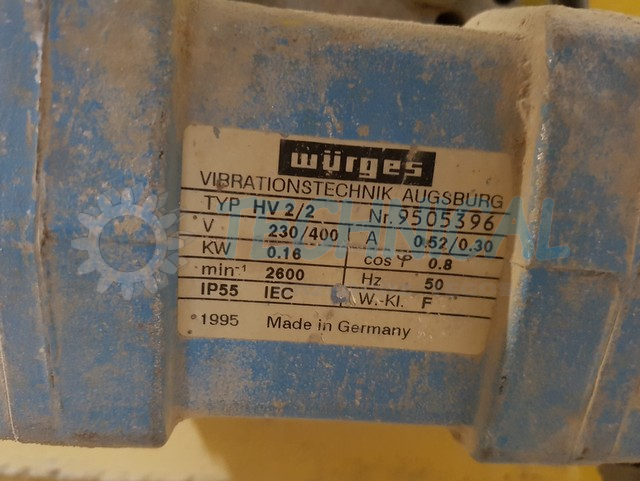 würges
VIBRATIONSTECHNIK AUGSBURG
TYP HV 2/2 Nr. 9505396
V 230/400 A 0.52/0.30
KW 0.16 cos φ 0.8
min⁻¹ 2600 Hz 50
IP55 IEC W.-Kl. F
1995 Made in Germany